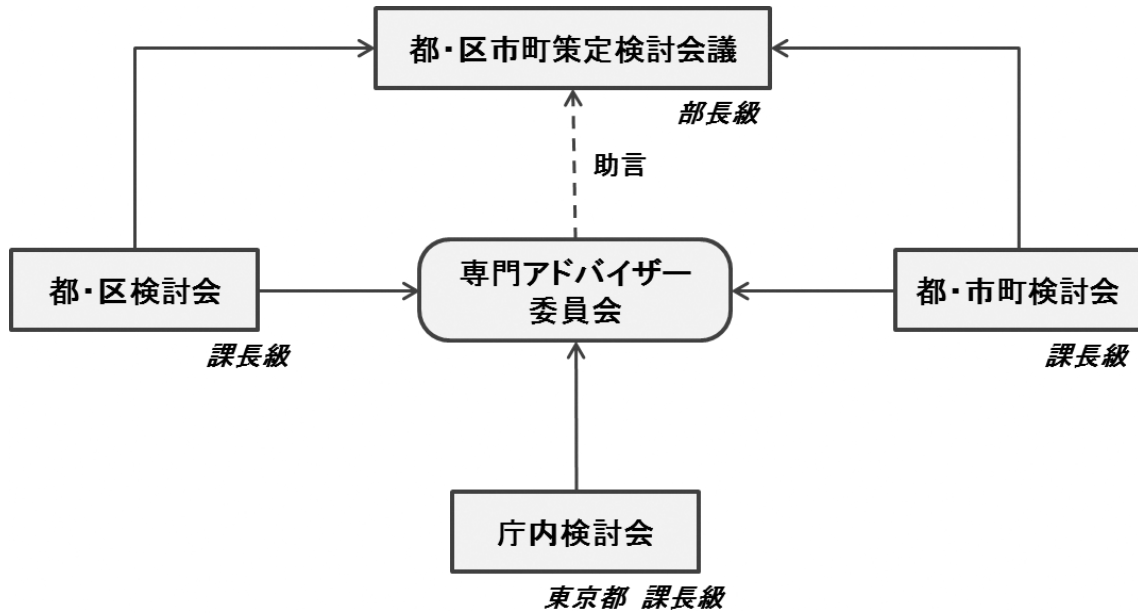 都・区市町策定検討会議
部長級
助言
都・区検討会
課長級
専門アドバイザー
委員会
都・市町検討会
課長級
庁内検討会
東京都 課長級